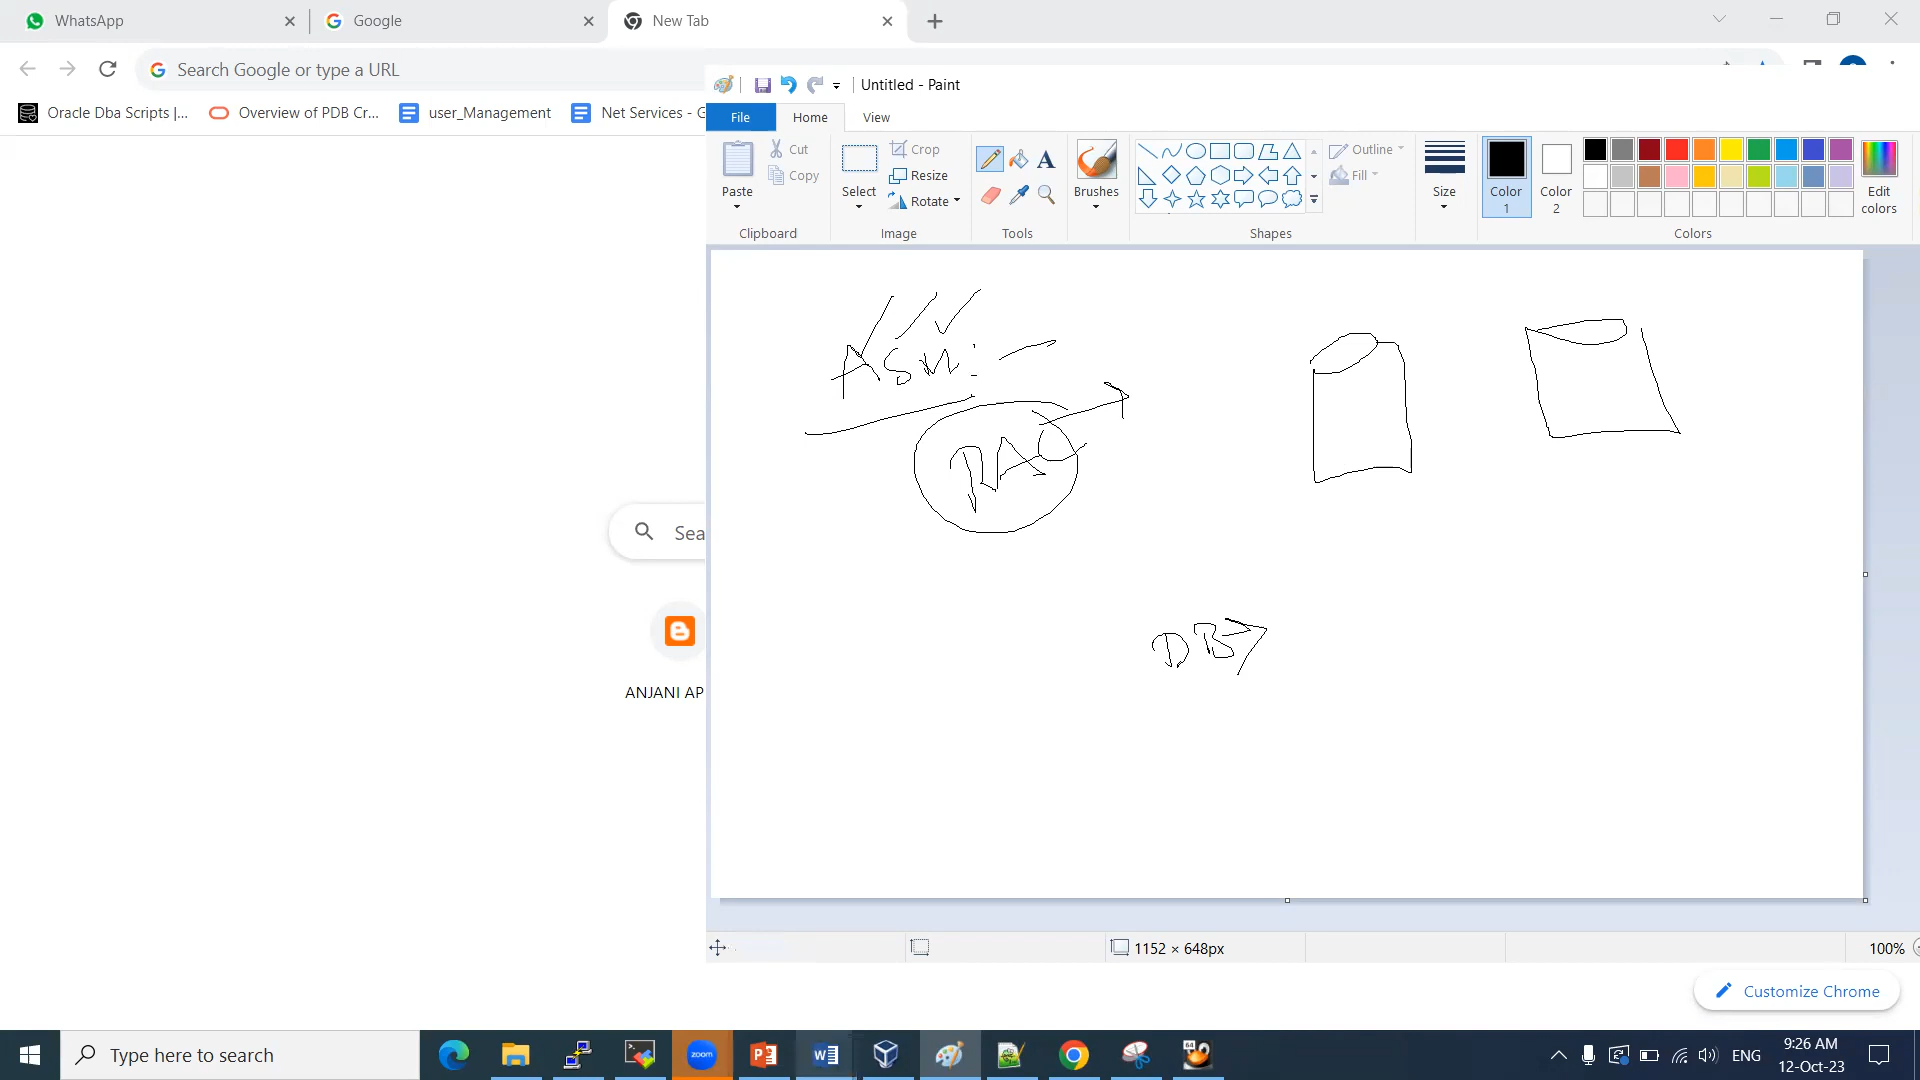 WhatsApp
Google
New Tab
Search Google or type a URL
Oracle Dba Scripts |...
Overview of PDB Cr...
user_Management
Net Services - G
Untitled - Paint
File
Home
View
Paste
Cut
Copy
Clipboard
Select
Crop
Resize
Rotate
Image
A
Tools
Brushes
Shapes
Outline
Fill
Size
Color
1
Color
2
Edit
colors
Colors
Asm:-
RAC
DB
Sea
ANJANI AP
1152 × 648px
100%
Customize Chrome
Type here to search
zoom
64
ENG
9:26 AM
12-Oct-23